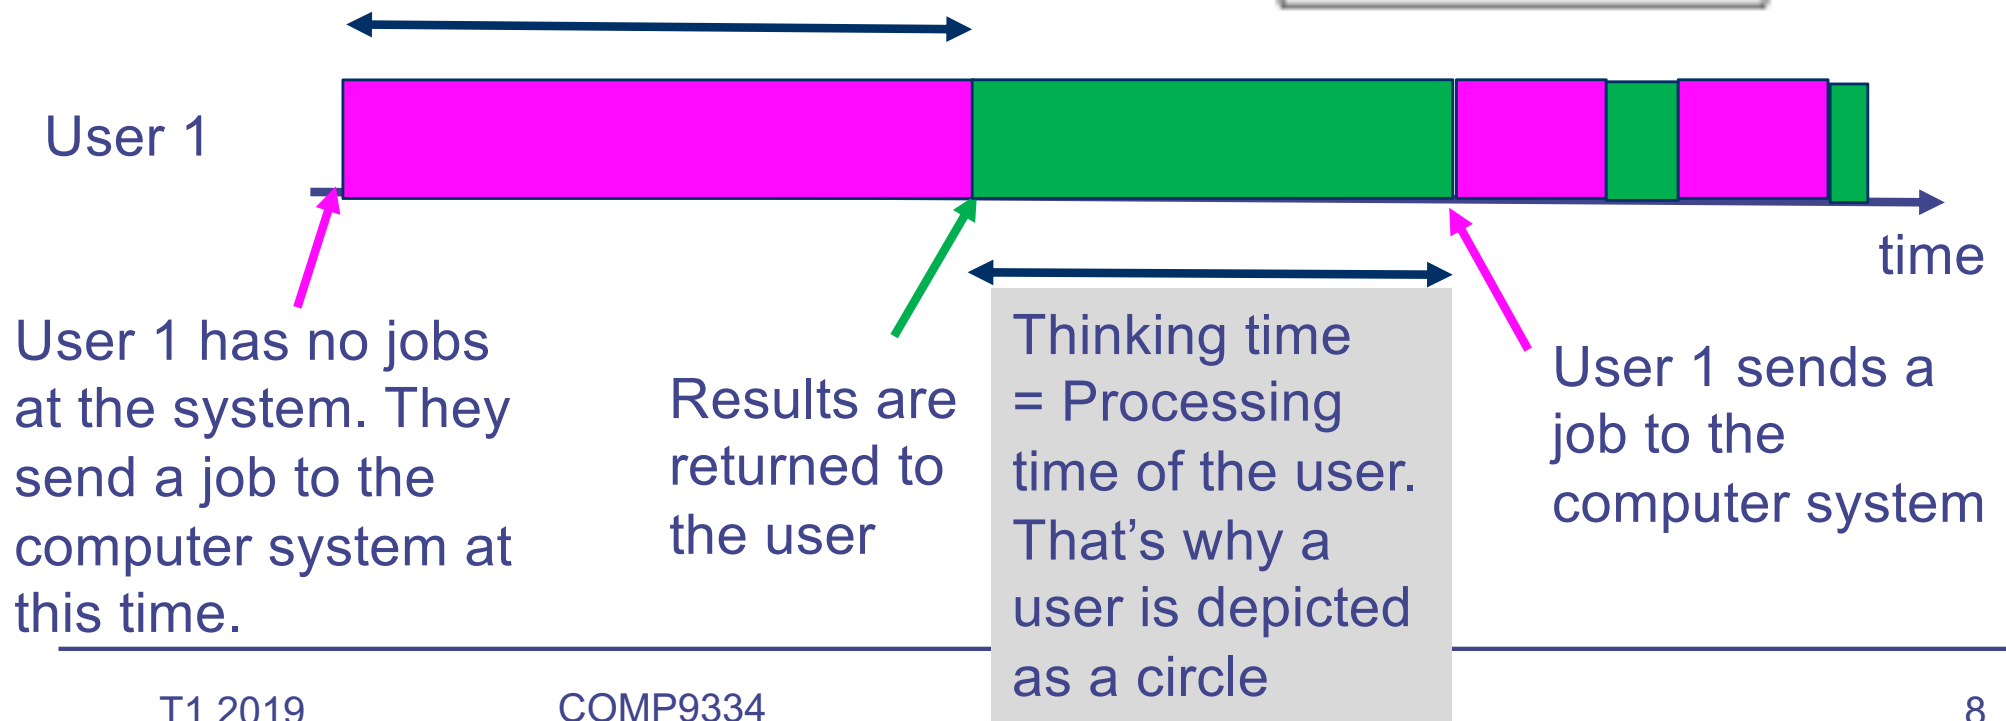 User 1
time
User 1 has no jobs
at the system. They
send a job to the
computer system at
this time.
Results are
returned to
the user
Thinking time
= Processing
time of the user.
That’s why a
user is depicted
as a circle
User 1 sends a
job to the
computer system
T1 2019
COMP9334
8